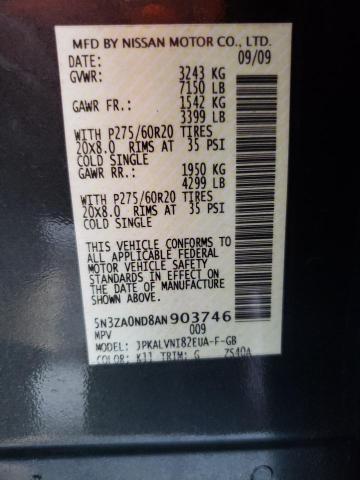 MFD BY NISSAN MOTOR CO., LTD.
DATE: 09/09
GVWR: 3243 KG
7150 LB
GAWR FR.: 1542 KG
3399 LB
WITH P275/60R20 TIRES
20X8.0 RIMS AT 35 PSI
COLD SINGLE
GAWR RR.: 1950 KG
4299 LB
WITH P275/60R20 TIRES
20X8.0 RIMS AT 35 PSI
COLD SINGLE
THIS VEHICLE CONFORMS TO
ALL APPLICABLE FEDERAL
MOTOR VEHICLE SAFETY
STANDARDS IN EFFECT ON
THE DATE OF MANUFACTURE
SHOWN ABOVE.
5N3ZA0ND8AN903746
MPV 009
MODEL: JPKALVNI82EUA-F-GB
COLOR: K11 TRIM: G ZS40A